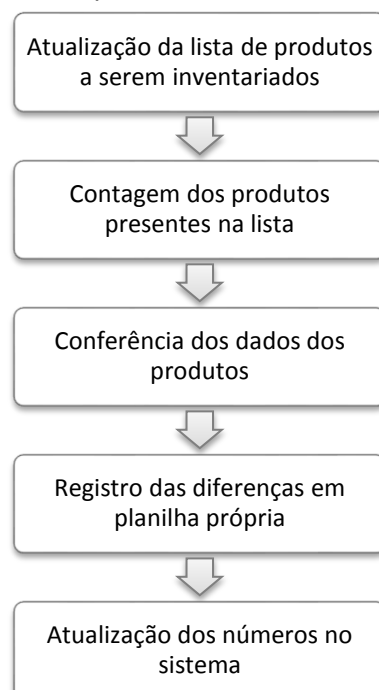 Atualização da lista de produtos
a serem inventariados
Contagem dos produtos
presentes na lista
Conferência dos dados dos
produtos
Registro das diferenças em
planilha própria
Atualização dos números no
sistema